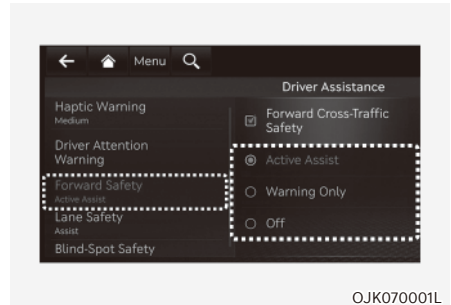 Menu
Driver Assistance
Haptic Warning
Medium
Driver Attention
Warning
Forward Safety
Active Assist
Lane Safety
Assist
Blind-Spot Safety
Forward Cross-Traffic
Safety
Active Assist
Warning Only
Off
OJK070001L